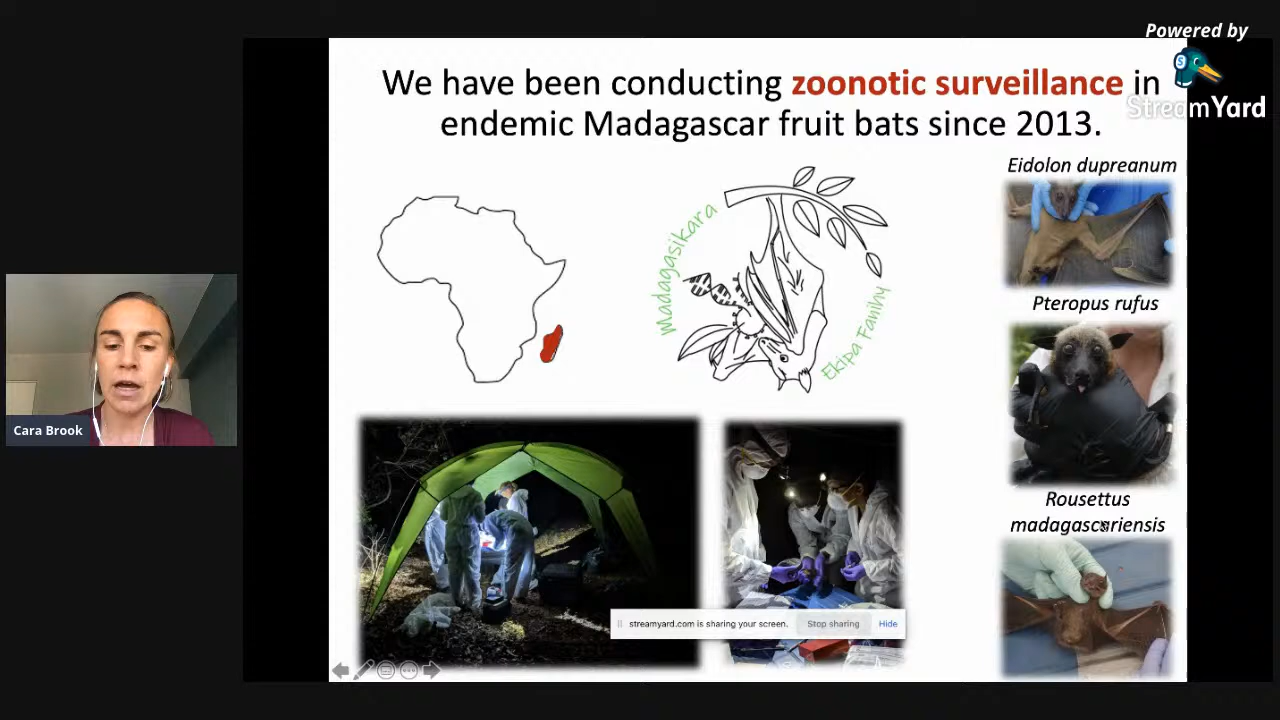 Powered by
StreamYard
We have been conducting zoonotic surveillance in
endemic Madagascar fruit bats since 2013.
Eidolon dupreanum
Madagasikara
Ekipa Fanihy
Pteropus rufus
Cara Brook
Rousettus
madagascariensis
streamyard.com is sharing your screen. Stop sharing Hide